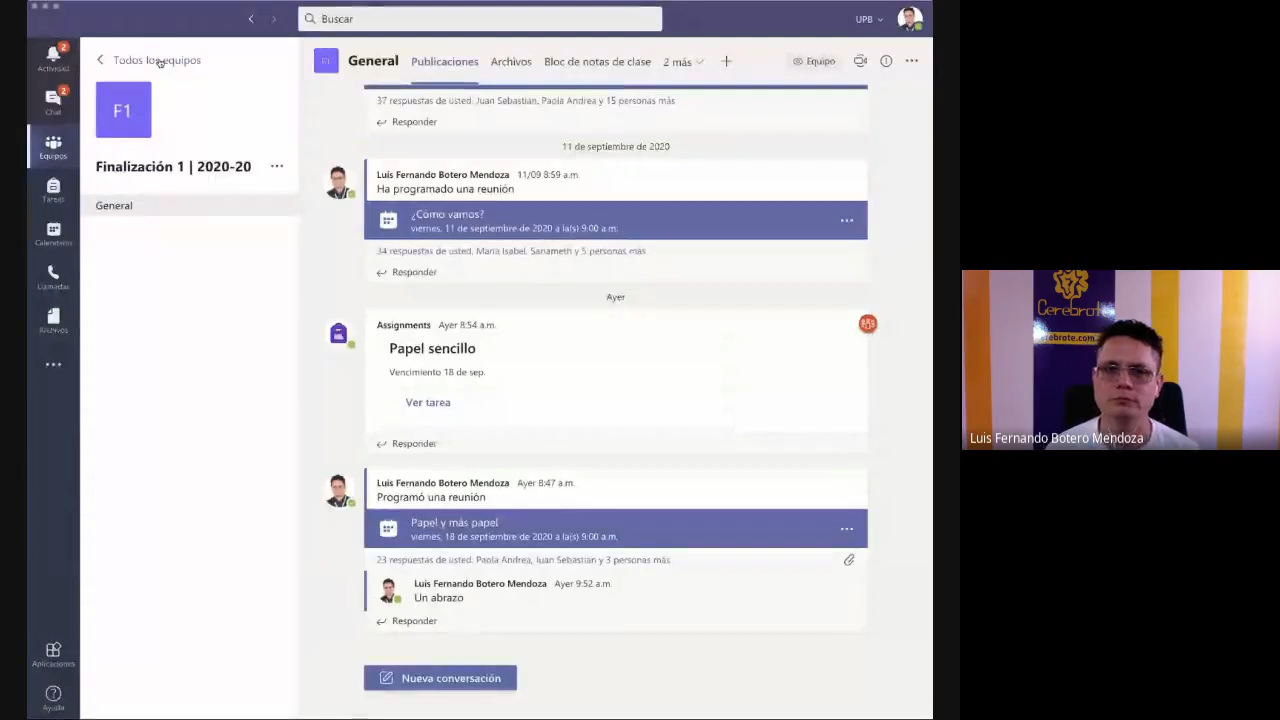 Buscar
UPB
2
Actividad
2
Chat
Equipos
Tareas
Calendario
Llamadas
Archivos
Aplicaciones
Ayuda
Todos los equipos
F1
Finalización 1 | 2020-20
General
F1
General
Publicaciones
Archivos
Bloc de notas de clase
2 más
Equipo
37 respuestas de usted, Juan Sebastian, Paola Andrea y 15 personas más
Responder
11 de septiembre de 2020
Luis Fernando Botero Mendoza 11/09 8:59 a.m.
Ha programado una reunión
¿Cómo vamos?
viernes, 11 de septiembre de 2020 a la(s) 9:00 a.m.
34 respuestas de usted, Maria Isabel, Sanameth y 5 personas más
Responder
Ayer
Assignments Ayer 8:54 a.m.
Papel sencillo
Vencimiento 18 de sep.
Ver tarea
Responder
Luis Fernando Botero Mendoza Ayer 8:47 a.m.
Programó una reunión
Papel y más papel
viernes, 18 de septiembre de 2020 a la(s) 9:00 a.m.
23 respuestas de usted, Paola Andrea, Juan Sebastian y 3 personas más
Luis Fernando Botero Mendoza Ayer 9:52 a.m.
Un abrazo
Responder
Nueva conversación
Cerebrote
cerebrote.com
Luis Fernando Botero Mendoza